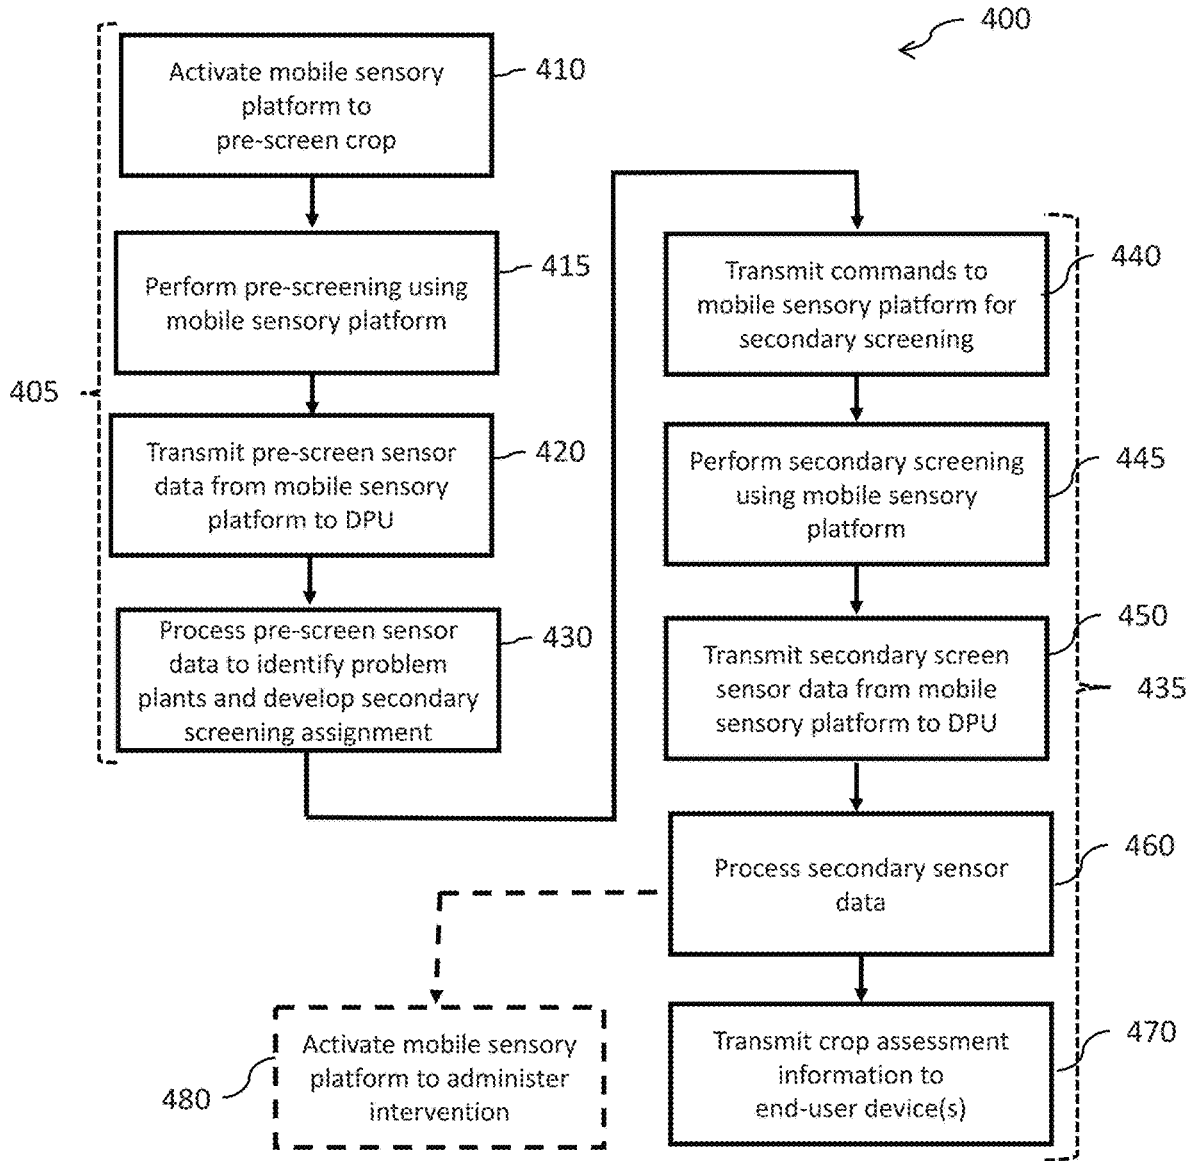 400
Activate mobile sensory
platform to
pre-screen crop
410
Perform pre-screening using
mobile sensory platform
415
405
Transmit pre-screen sensor
data from mobile sensory
platform to DPU
420
Process pre-screen sensor
data to identify problem
plants and develop secondary
screening assignment
430
Transmit commands to
mobile sensory platform for
secondary screening
440
Perform secondary screening
using mobile sensory
platform
445
Transmit secondary screen
sensor data from mobile
sensory platform to DPU
450
435
Process secondary sensor
data
460
Transmit crop assessment
information to
end-user device(s)
470
Activate mobile sensory
platform to administer
intervention
480